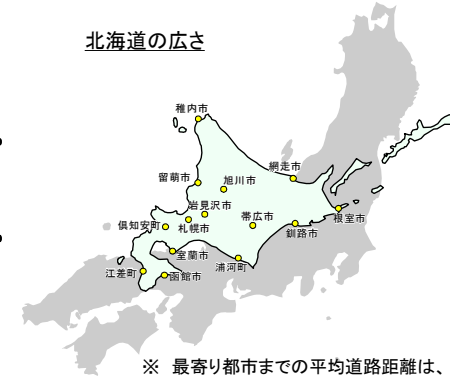 北海道の広さ
稚内市
網走市
留萌市
旭川市
岩見沢市
根室市
倶知安町
札幌市
帯広市
釧路市
室蘭市
浦河町
江差町
函館市
※ 最寄り都市までの平均道路距離は、